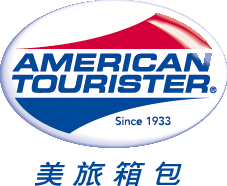 AMERICAN
TOURISTER®
Since 1933
美旅箱包